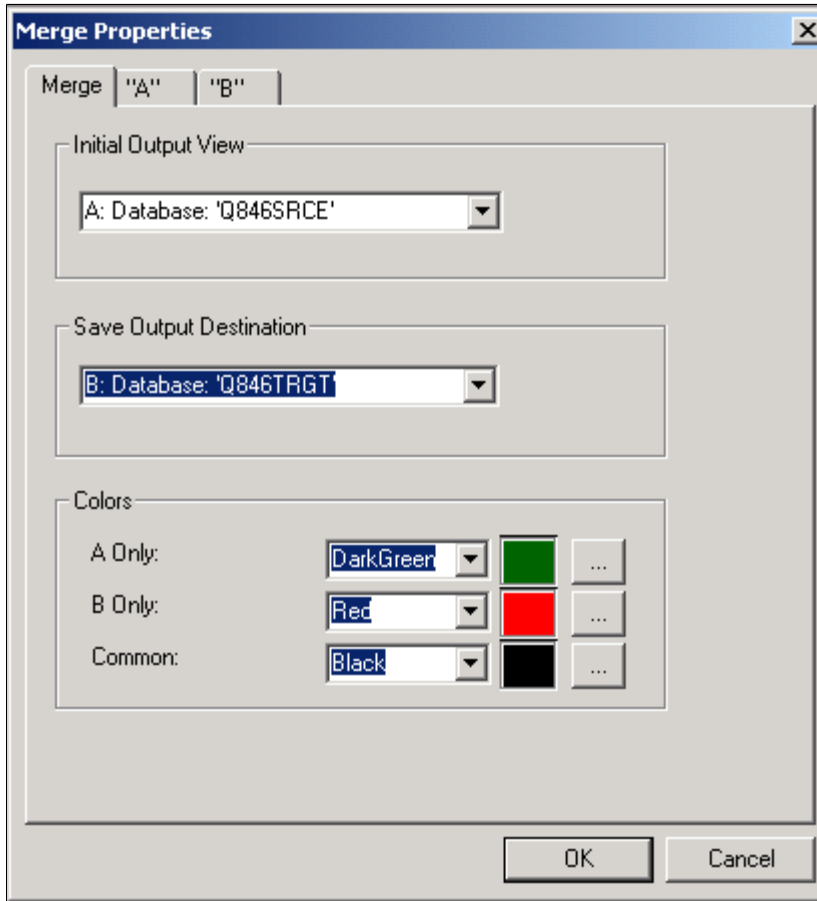 Merge Properties
Merge "A" "B"
Initial Output View
A: Database: 'Q846SRCE'
Save Output Destination
B: Database: 'Q846TRGT'
Colors
A Only: DarkGreen ...
B Only: Red ...
Common: Black ...
OK Cancel